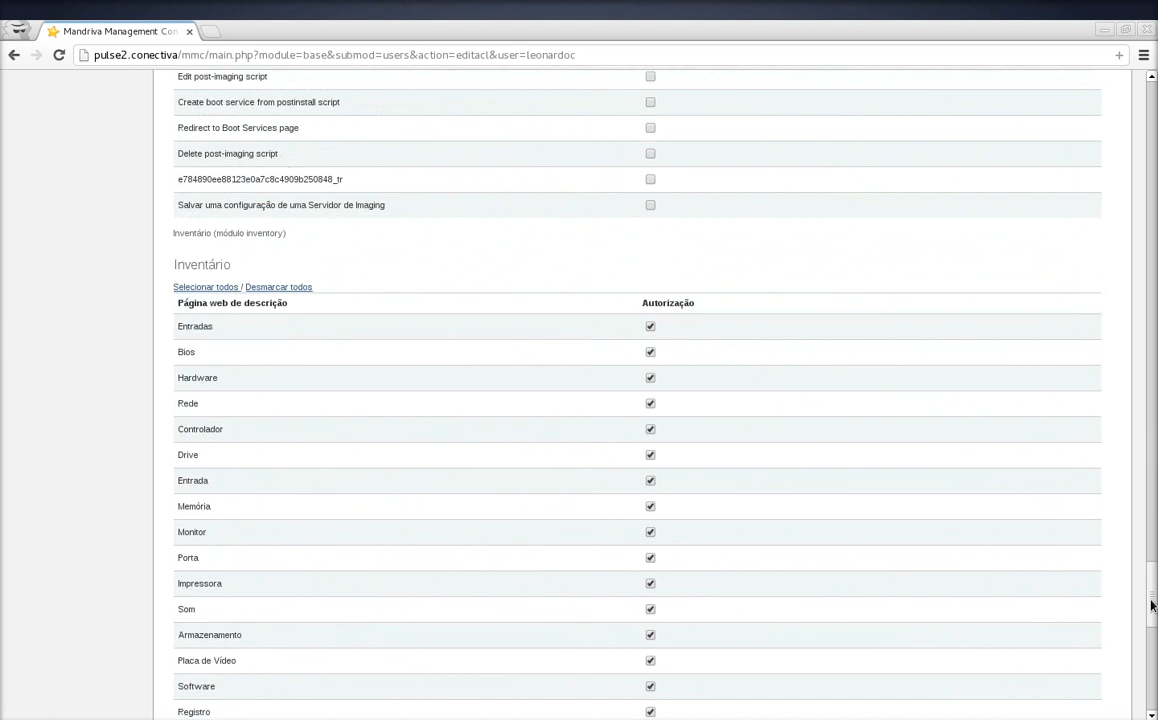 Mandriva Management Con
pulse2.conectiva/mmc/main.php?module=base&submod=users&action=editacl&user=leonardoc
Edit post-imaging script
Create boot service from postinstall script
Redirect to Boot Services page
Delete post-imaging script
e784890ee88123e0a7c8c4909b250848_tr
Salvar uma configuração de uma Servidor de Imaging
Inventário (módulo inventory)
Inventário
Selecionar todos / Desmarcar todos
Página web de descrição Autorização
Entradas
Bios
Hardware
Rede
Controlador
Drive
Entrada
Memória
Monitor
Porta
Impressora
Som
Armazenamento
Placa de Vídeo
Software
Registro